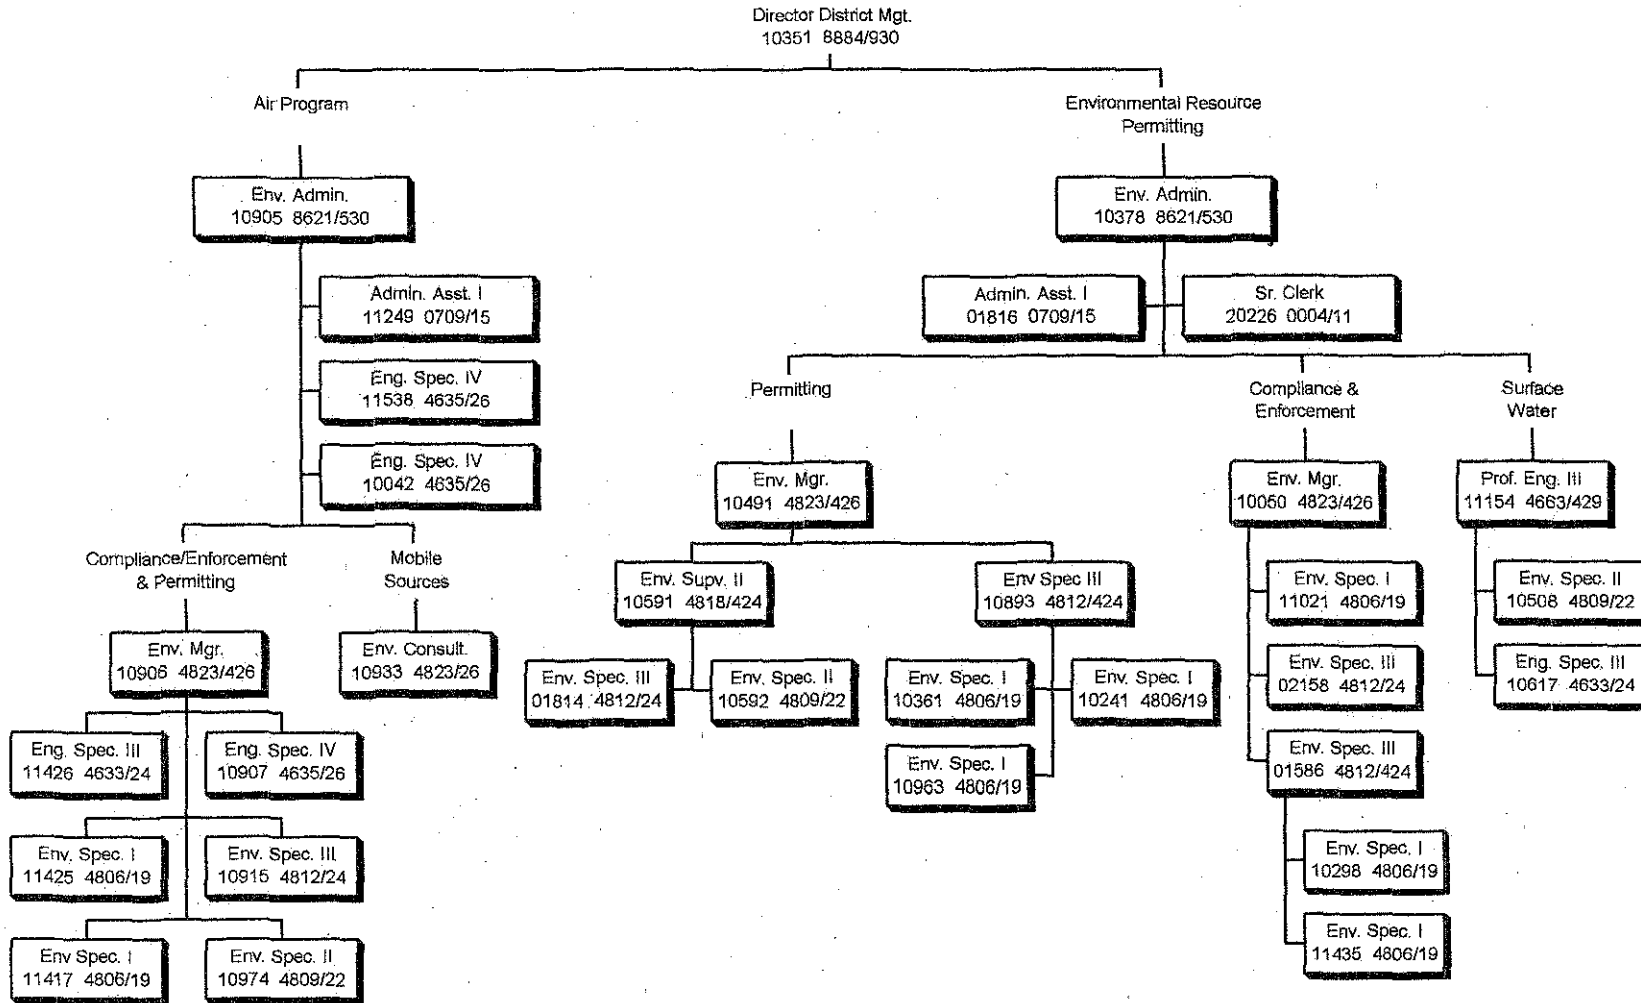 Director District Mgt.
10351 8884/930
Air Program
Environmental Resource
Permitting
Env. Admin.
10905 8621/530
Env. Admin.
10378 8621/530
Admin. Asst. I
11249 0709/15
Admin. Asst. I
01816 0709/15
Sr. Clerk
20226 0004/11
Eng. Spec. IV
11538 4635/26
Eng. Spec. IV
10042 4635/26
Permitting
Compliance &
Enforcement
Surface
Water
Env. Mgr.
10491 4823/426
Env. Mgr.
10050 4823/426
Prof. Eng. III
11154 4663/429
Compliance/Enforcement
& Permitting
Mobile
Sources
Env. Mgr.
10906 4823/426
Env. Consult.
10933 4823/26
Env. Supv. II
10591 4818/424
Env Spec III
10893 4812/424
Env. Spec. I
11021 4806/19
Env. Spec. II
10508 4809/22
Env. Spec. III
01814 4812/24
Env. Spec. II
10592 4809/22
Env. Spec. I
10361 4806/19
Env. Spec. I
10241 4806/19
Env. Spec. III
02158 4812/24
Eng. Spec. III
10617 4633/24
Eng. Spec. III
11426 4633/24
Eng. Spec. IV
10907 4635/26
Env. Spec. I
10963 4806/19
Env. Spec. III
01586 4812/424
Env. Spec. I
11425 4806/19
Env. Spec. III
10915 4812/24
Env. Spec. I
10298 4806/19
Env Spec. I
11417 4806/19
Env. Spec. II
10974 4809/22
Env. Spec. I
11435 4806/19